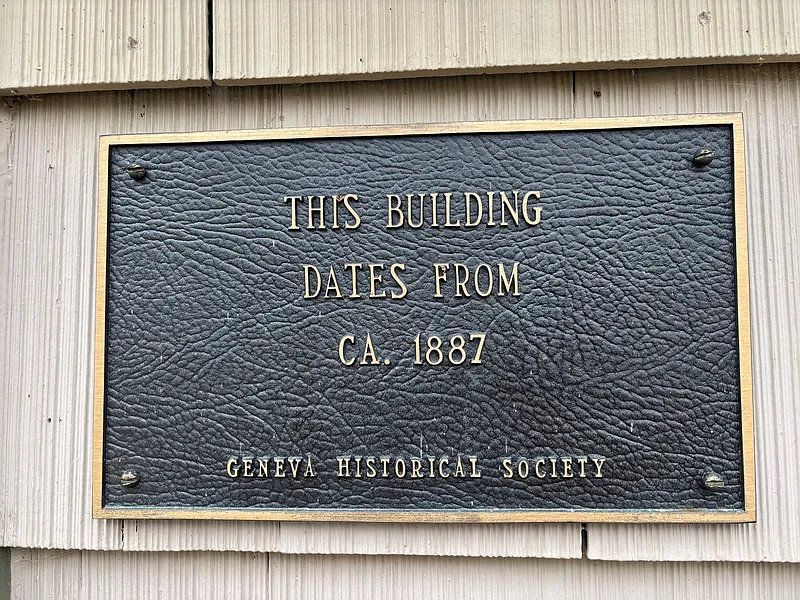 THIS BUILDING
DATES FROM
CA. 1887
GENEVA HISTORICAL SOCIETY